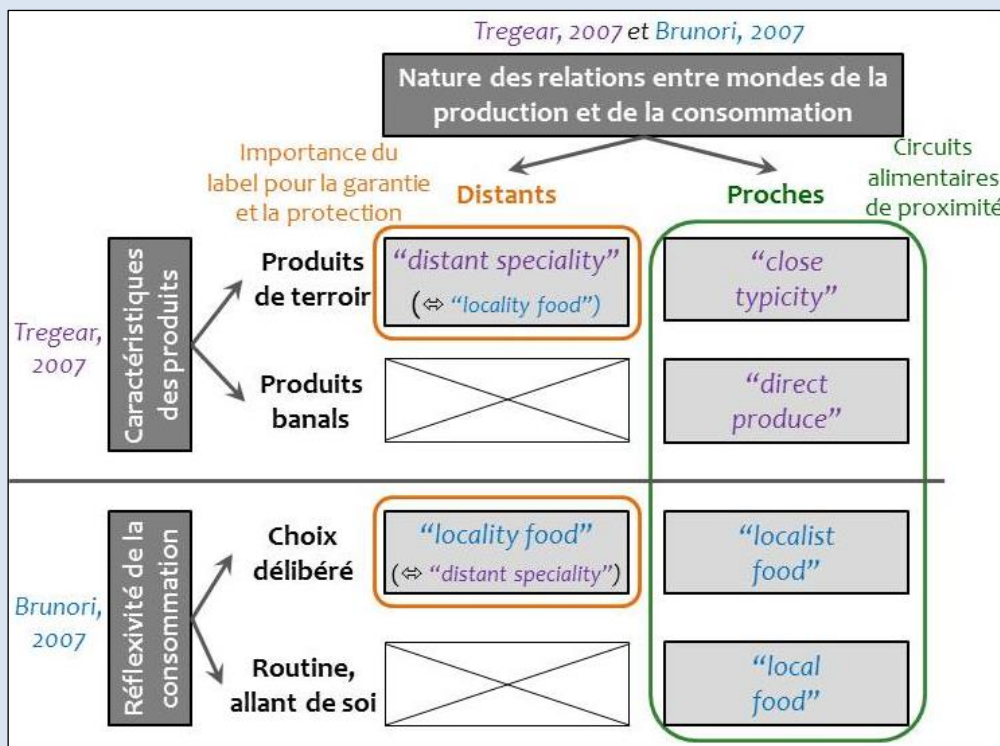 Tregear, 2007 et Brunori, 2007
Nature des relations entre mondes de la
production et de la consommation
Importance du
label pour la garantie
et la protection
Distants
Proches
Circuits
alimentaires
de proximité
Tregear,
2007
Caractéristiques
des produits
Produits
de terroir
“distant speciality”
(⇔ “locality food”)
“close
typicity”
Produits
banals
“direct
produce”
Brunori,
2007
Réflexivité de la
consommation
Choix
délibéré
“locality food”
(⇔ “distant speciality”)
“localist
food”
Routine,
allant de soi
“local
food”